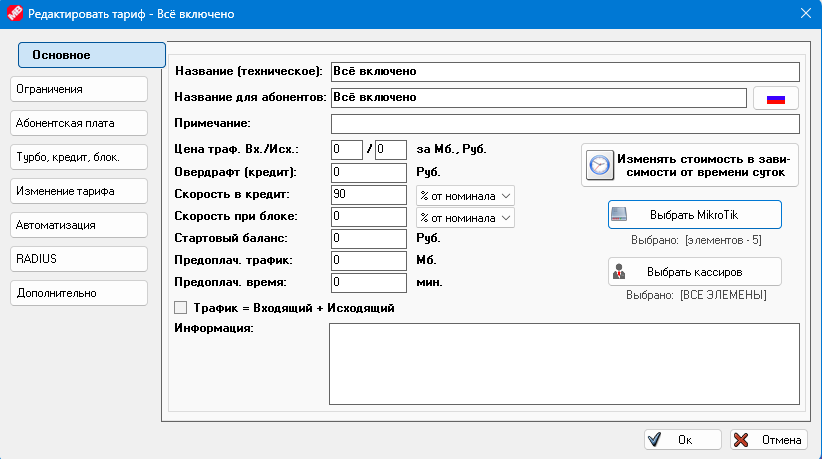 Редактировать тариф - Всё включено
Основное
Ограничения
Абонентская плата
Турбо, кредит, блок.
Изменение тарифа
Автоматизация
RADIUS
Дополнительно
Название (техническое): Всё включено
Название для абонентов: Всё включено
Примечание:
Цена траф. Вх./Исх.: 0 / 0 за Мб., Руб.
Овердрафт (кредит): 0 Руб.
Скорость в кредит: 90 % от номинала
Скорость при блоке: 0 % от номинала
Стартовый баланс: 0 Руб.
Предоплач. трафик: 0 Мб.
Предоплач. время: 0 мин.
Изменять стоимость в зави-
симости от времени суток
Выбрать MikroTik
Выбрано: [элементов - 5]
Выбрать кассиров
Выбрано: [ВСЕ ЭЛЕМЕНЫ]
Трафик = Входящий + Исходящий
Информация:
Ок
Отмена